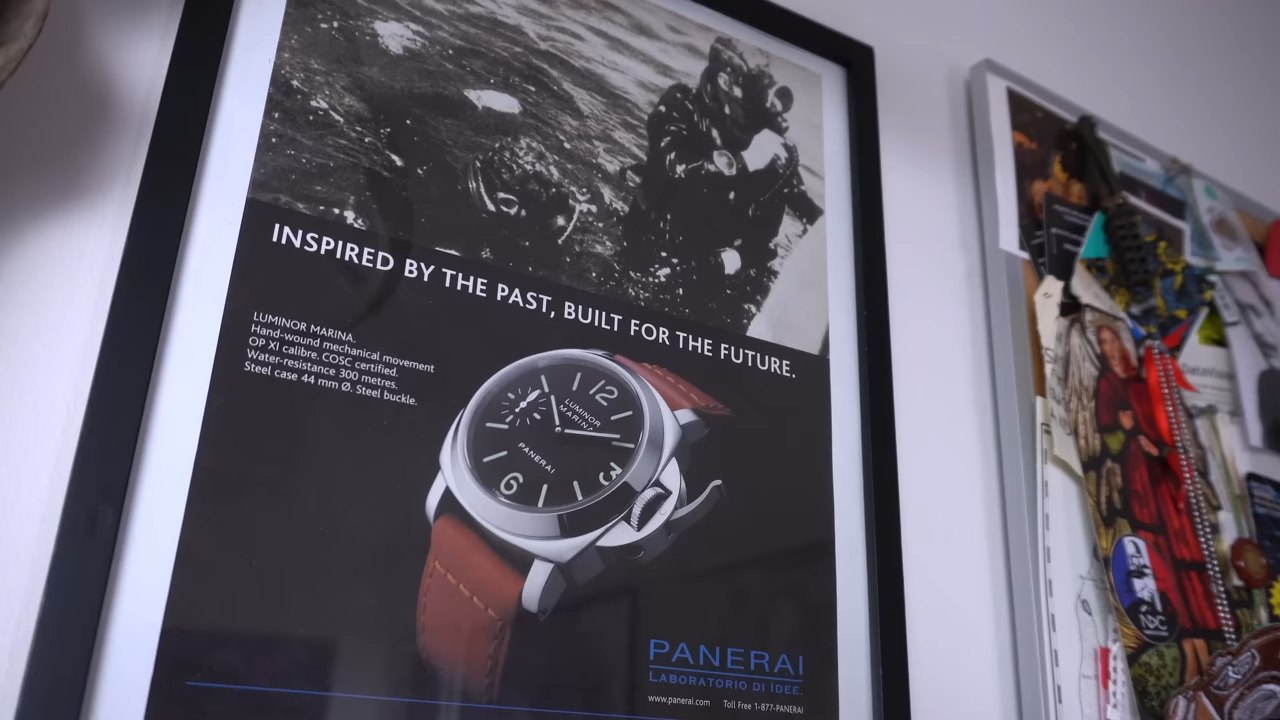 INSPIRED BY THE PAST, BUILT FOR THE FUTURE.
LUMINOR MARINA.
Hand-wound mechanical movement
OP XI calibre. COSC certified.
Water-resistance 300 metres.
Steel case 44 mm Ø. Steel buckle.
12
LUMINOR
MARINA
PANERAI
3
6
PANERAI
LABORATORIO DI IDEE.
www.panerai.com Toll Free 1-877-PANERAI
NDC